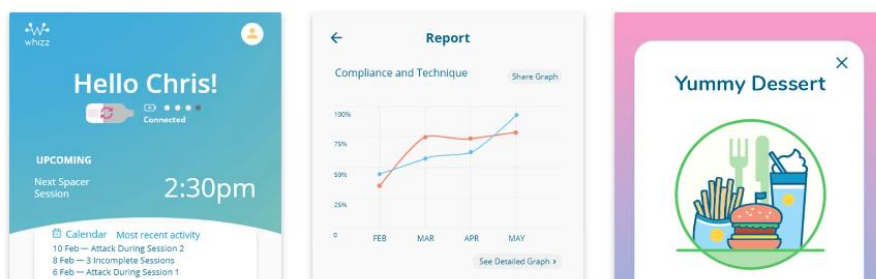 whizz
Hello Chris!
Connected
UPCOMING
Next Spacer
Session
2:30pm
Calendar Most recent activity
10 Feb — Attack During Session 2
8 Feb — 3 Incomplete Sessions
6 Feb — Attack During Session 1
Report
Compliance and Technique
Share Graph
100%
75%
50%
25%
0
FEB MAR APR MAY
See Detailed Graph >
Yummy Dessert